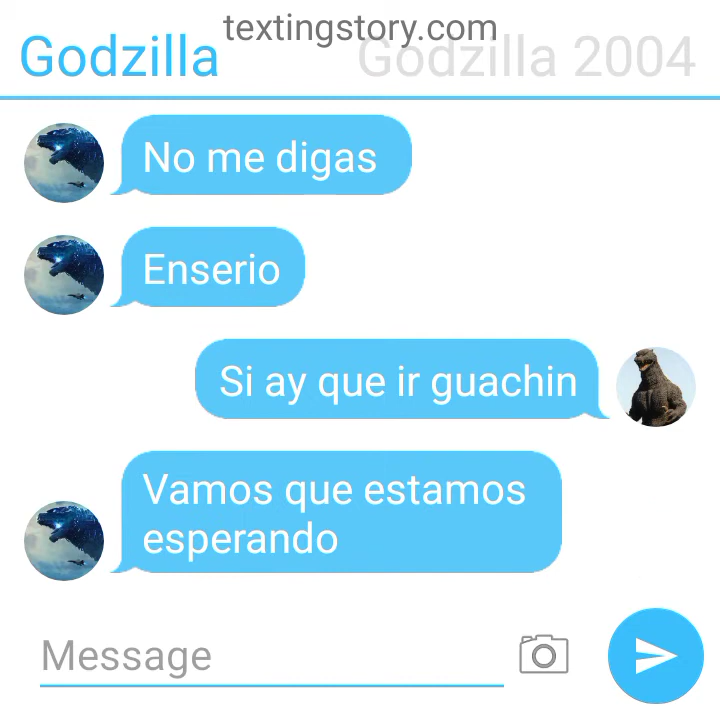 textingstory.com
Godzilla
Godzilla 2004
No me digas
Enserio
Si ay que ir guachin
Vamos que estamos
esperando
Message